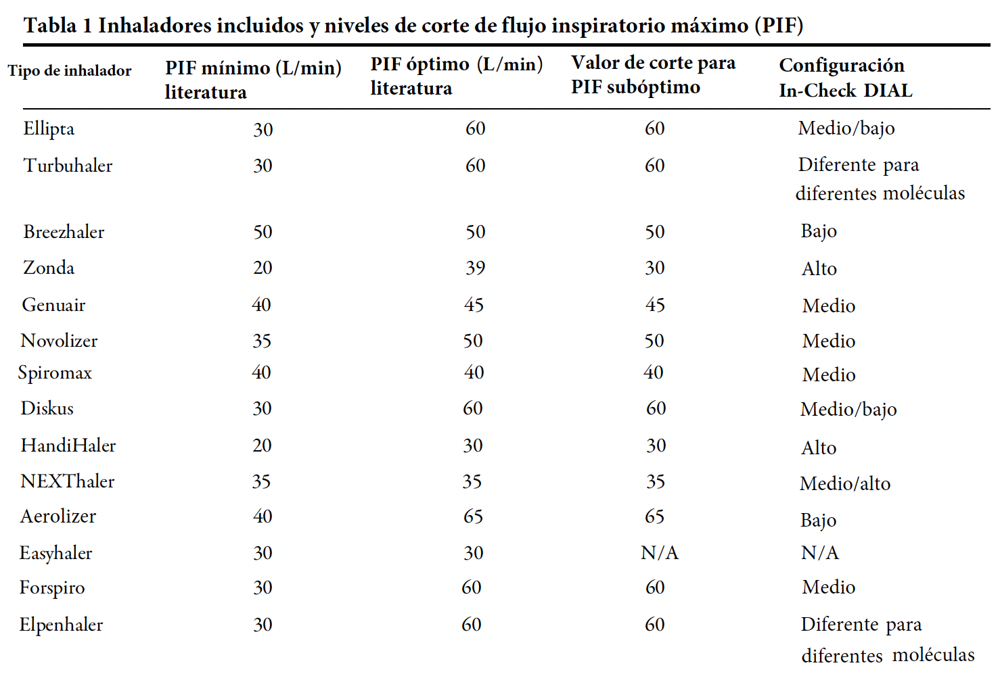 Tabla 1 Inhaladores incluidos y niveles de corte de flujo inspiratorio máximo (PIF)
Tipo de inhalador PIF mínimo (L/min) literatura PIF óptimo (L/min) literatura Valor de corte para PIF subóptimo Configuración In-Check DIAL
Ellipta 30 60 60 Medio/bajo
Turbuhaler 30 60 60 Diferente para
diferentes moléculas
Breezhaler 50 50 50 Bajo
Zonda 20 39 30 Alto
Genuair 40 45 45 Medio
Novolizer 35 50 50 Medio
Spiromax 40 40 40 Medio
Diskus 30 60 60 Medio/bajo
HandiHaler 20 30 30 Alto
NEXThaler 35 35 35 Medio/alto
Aerolizer 40 65 65 Bajo
Easyhaler 30 30 N/A N/A
Forspiro 30 60 60 Medio
Elpenhaler 30 60 60 Diferente para
diferentes moléculas